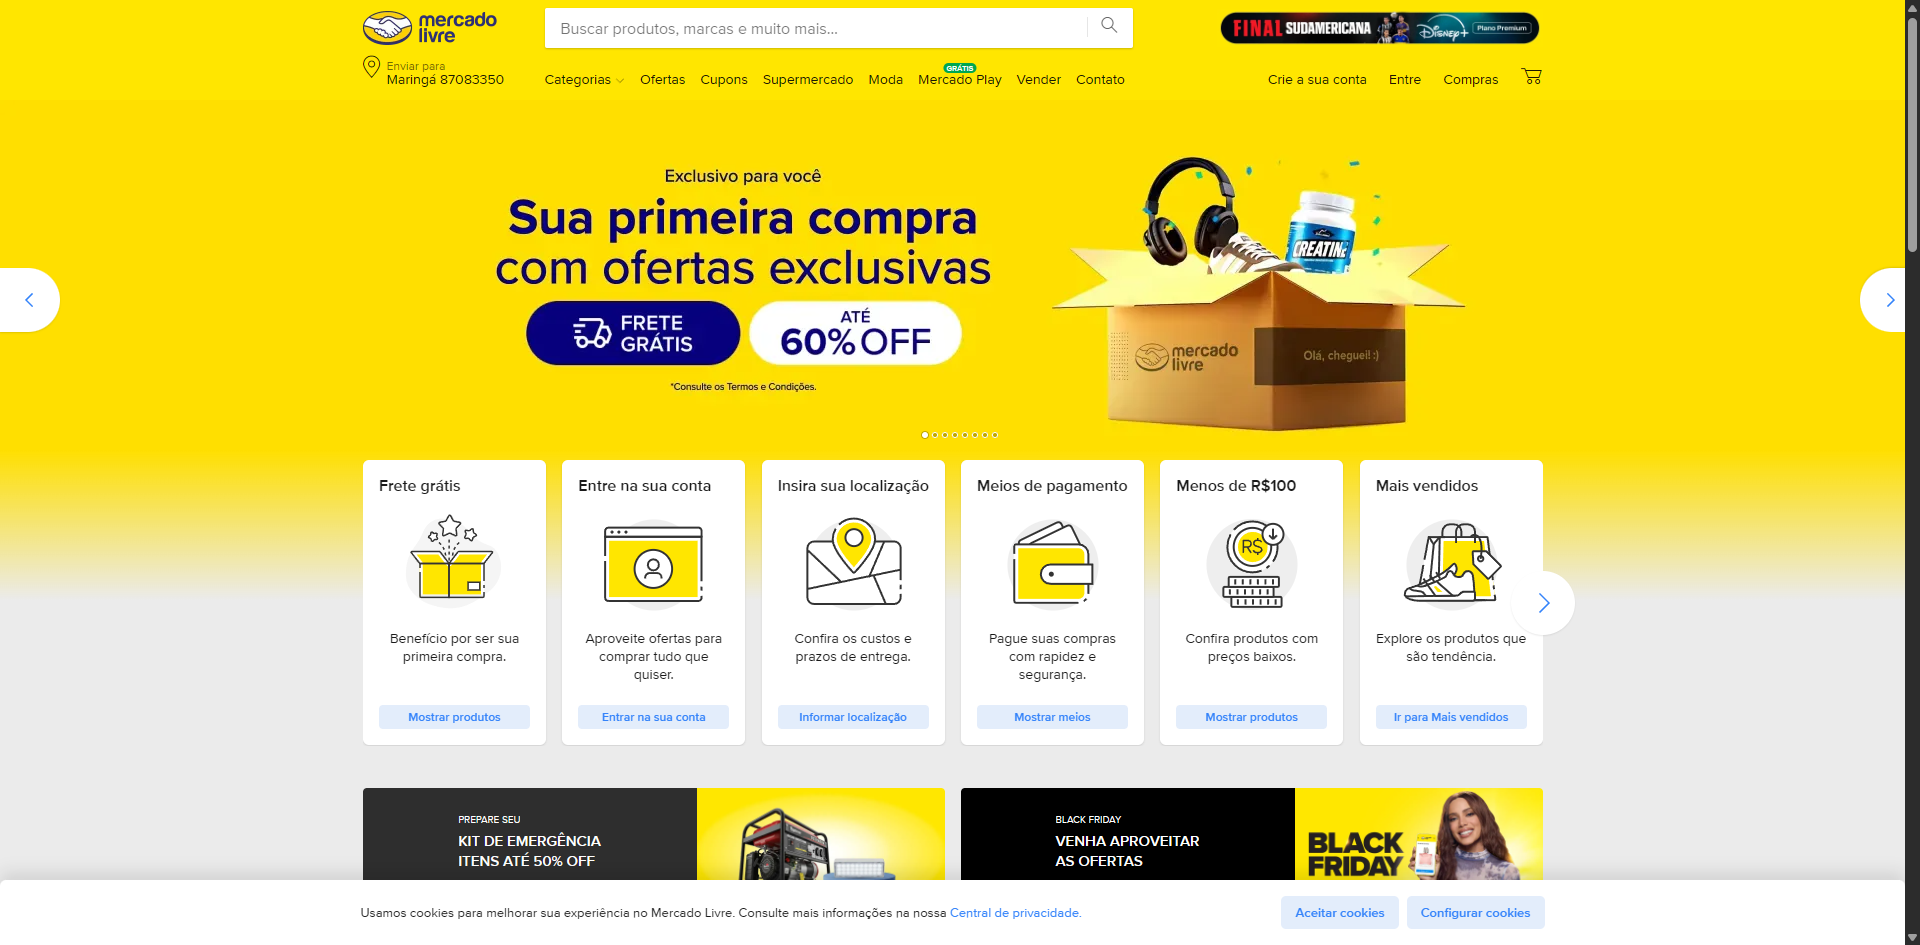 mercado
livre
Buscar produtos, marcas e muito mais...
FINAL SUDAMERICANA Disney+ Plano Premium
Enviar para
Maringá 87083350
Categorias Ofertas Cupons Supermercado Moda Mercado Play Vender Contato
GRÁTIS
Crie a sua conta Entre Compras
Exclusivo para você
Sua primeira compra
com ofertas exclusivas
FRETE
GRÁTIS
ATÉ
60% OFF
*Consulte os Termos e Condições.
CREATINE
mercado
livre
Olá, cheguei! :)
Frete grátis
Benefício por ser sua
primeira compra.
Mostrar produtos
Entre na sua conta
Aproveite ofertas para
comprar tudo que
quiser.
Entrar na sua conta
Insira sua localização
Confira os custos e
prazos de entrega.
Informar localização
Meios de pagamento
Pague suas compras
com rapidez e
segurança.
Mostrar meios
Menos de R$100
R$
Confira produtos com
preços baixos.
Mostrar produtos
Mais vendidos
Explore os produtos que
são tendência.
Ir para Mais vendidos
PREPARE SEU
KIT DE EMERGÊNCIA
ITENS ATÉ 50% OFF
BLACK FRIDAY
VENHA APROVEITAR
AS OFERTAS
BLACK
FRIDAY
Usamos cookies para melhorar sua experiência no Mercado Livre. Consulte mais informações na nossa Central de privacidade.
Aceitar cookies
Configurar cookies